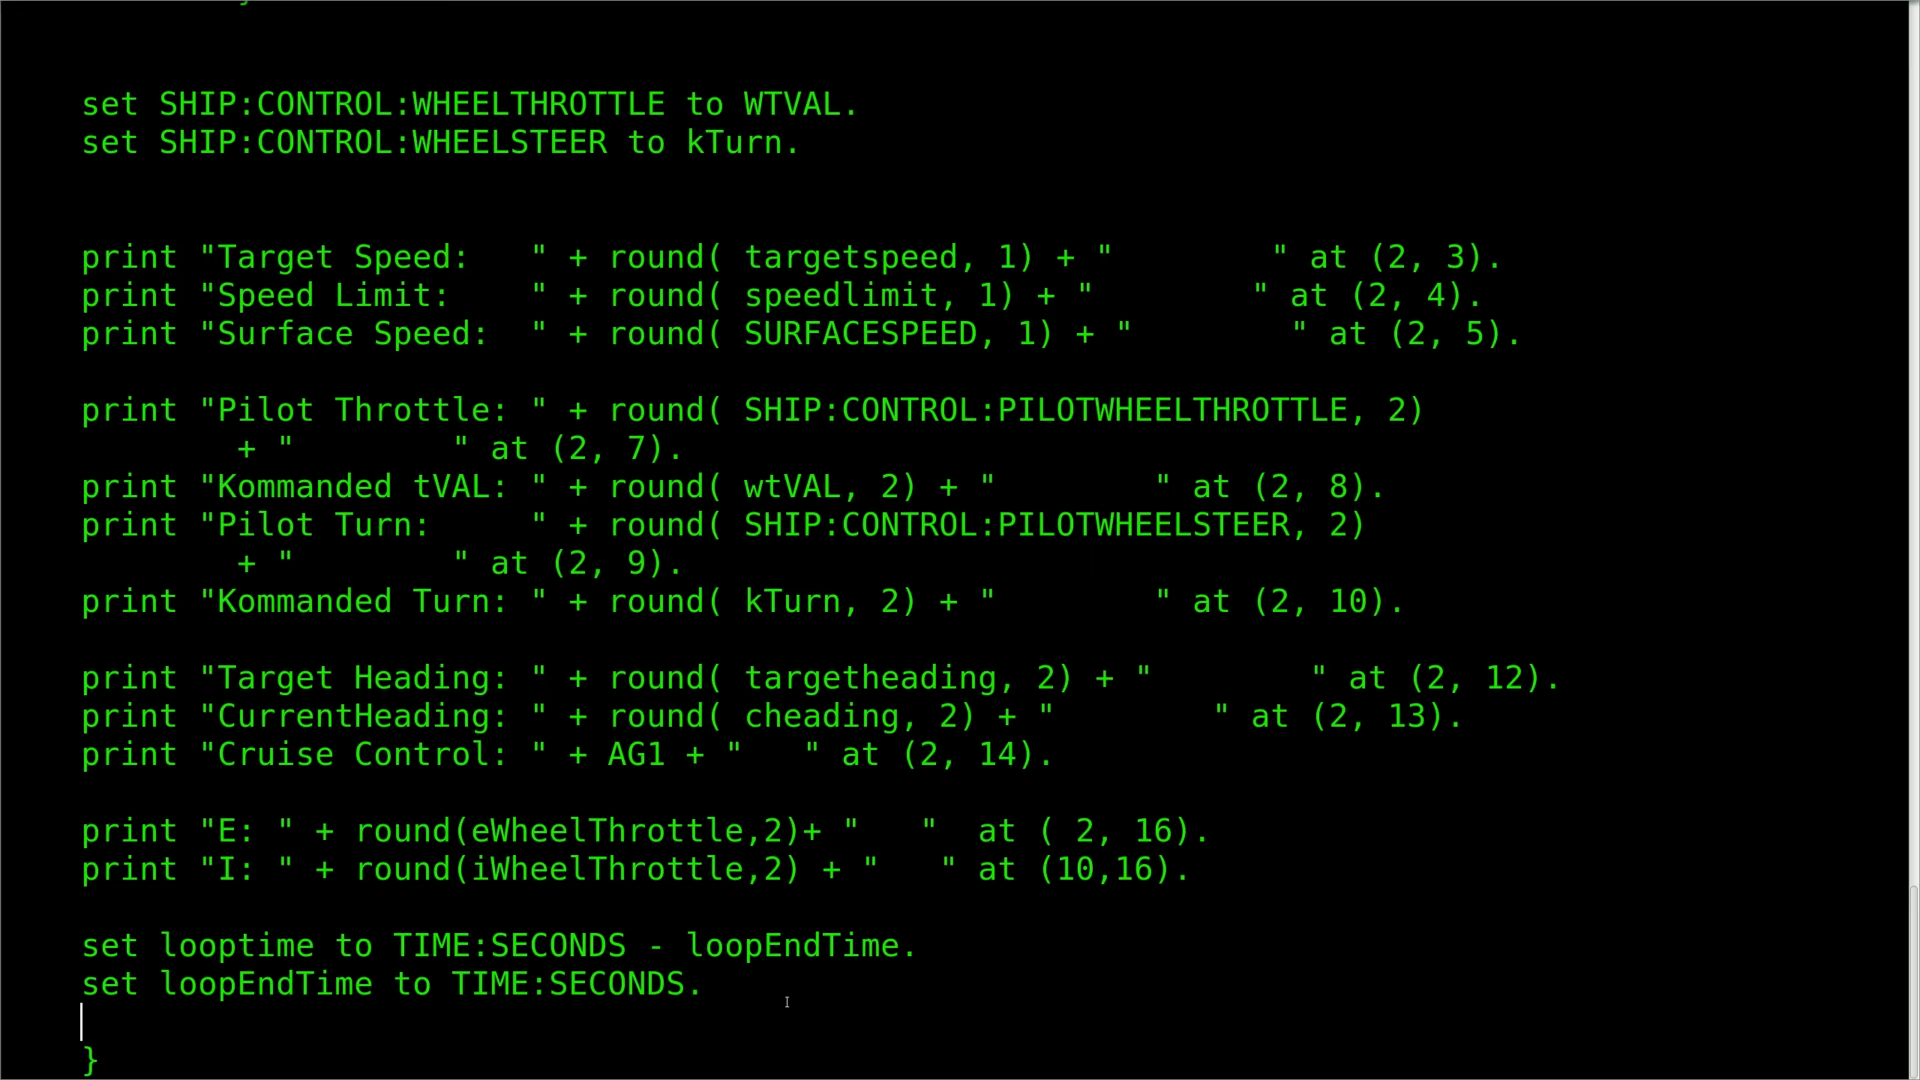 set SHIP:CONTROL:WHEELTHROTTLE to WTVAL.
set SHIP:CONTROL:WHEELSTEER to kTurn.
print "Target Speed:   " + round( targetspeed, 1) + "        " at (2, 3).
print "Speed Limit:    " + round( speedlimit, 1) + "        " at (2, 4).
print "Surface Speed:  " + round( SURFACESPEED, 1) + "        " at (2, 5).
print "Pilot Throttle: " + round( SHIP:CONTROL:PILOTWHEELTHROTTLE, 2)
        + "        " at (2, 7).
print "Kommanded tVAL: " + round( wtVAL, 2) + "        " at (2, 8).
print "Pilot Turn:     " + round( SHIP:CONTROL:PILOTWHEELSTEER, 2)
        + "        " at (2, 9).
print "Kommanded Turn: " + round( kTurn, 2) + "        " at (2, 10).
print "Target Heading: " + round( targetheading, 2) + "        " at (2, 12).
print "CurrentHeading: " + round( cheading, 2) + "        " at (2, 13).
print "Cruise Control: " + AG1 + "   " at (2, 14).
print "E: " + round(eWheelThrottle,2)+ "   "  at ( 2, 16).
print "I: " + round(iWheelThrottle,2) + "   " at (10,16).
set looptime to TIME:SECONDS - loopEndTime.
set loopEndTime to TIME:SECONDS.
}